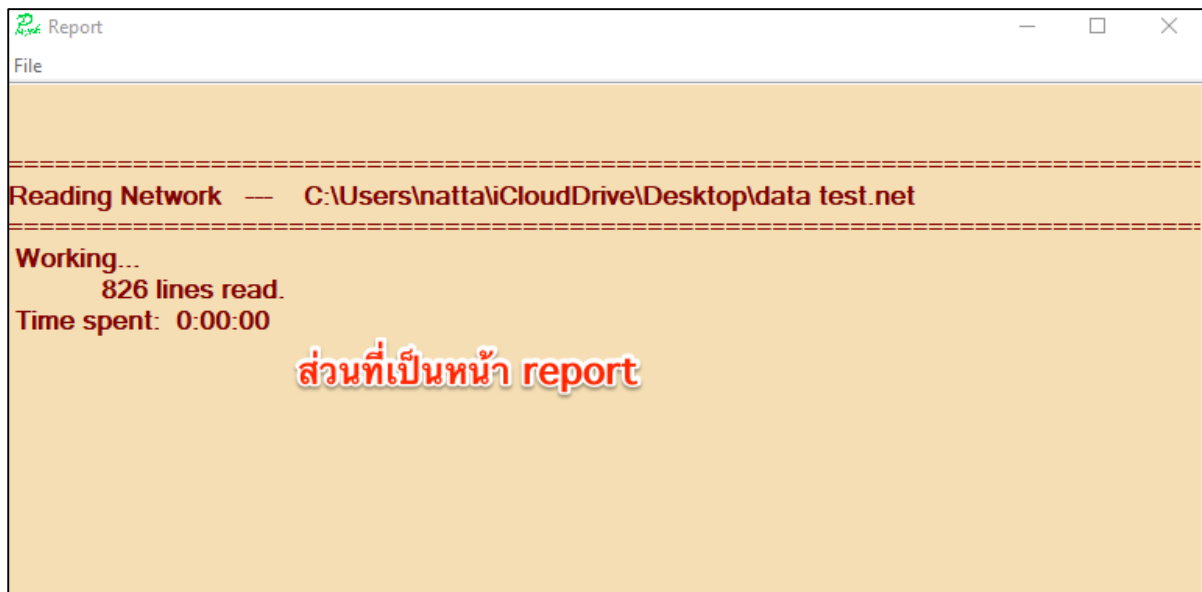 Report
File
==========================================================================
Reading Network --- C:\Users\natta\iCloudDrive\Desktop\data test.net
==========================================================================
Working...
826 lines read.
Time spent: 0:00:00
ส่วนที่เป็นหน้า report